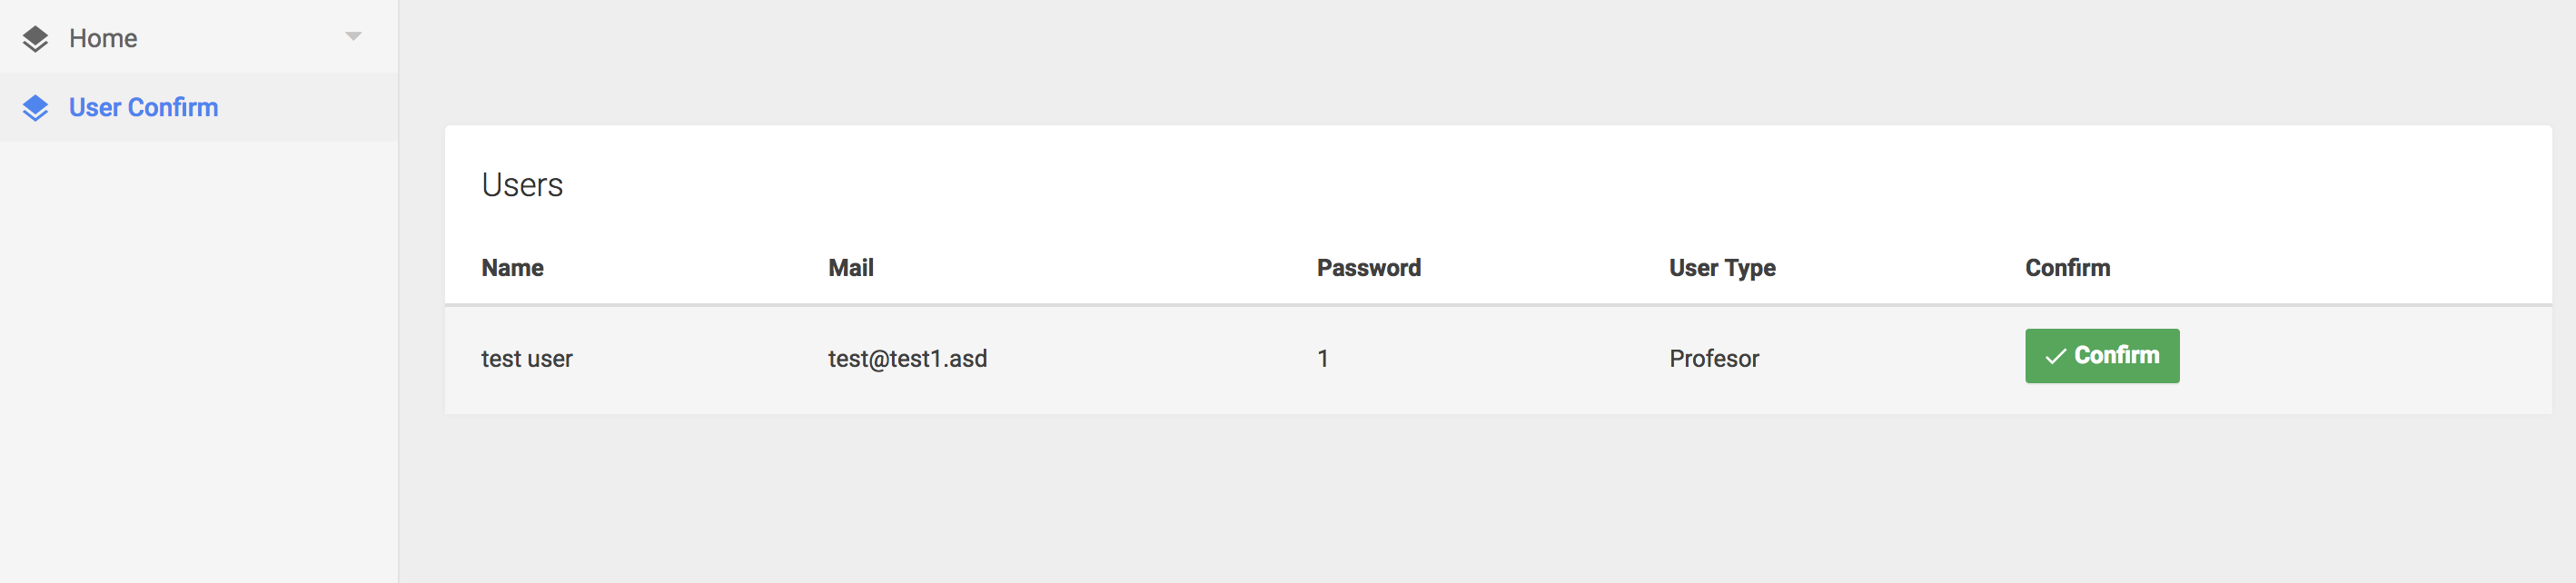 Home
User Confirm
Users
Name Mail Password User Type Confirm
test user test@test1.asd 1 Profesor Confirm